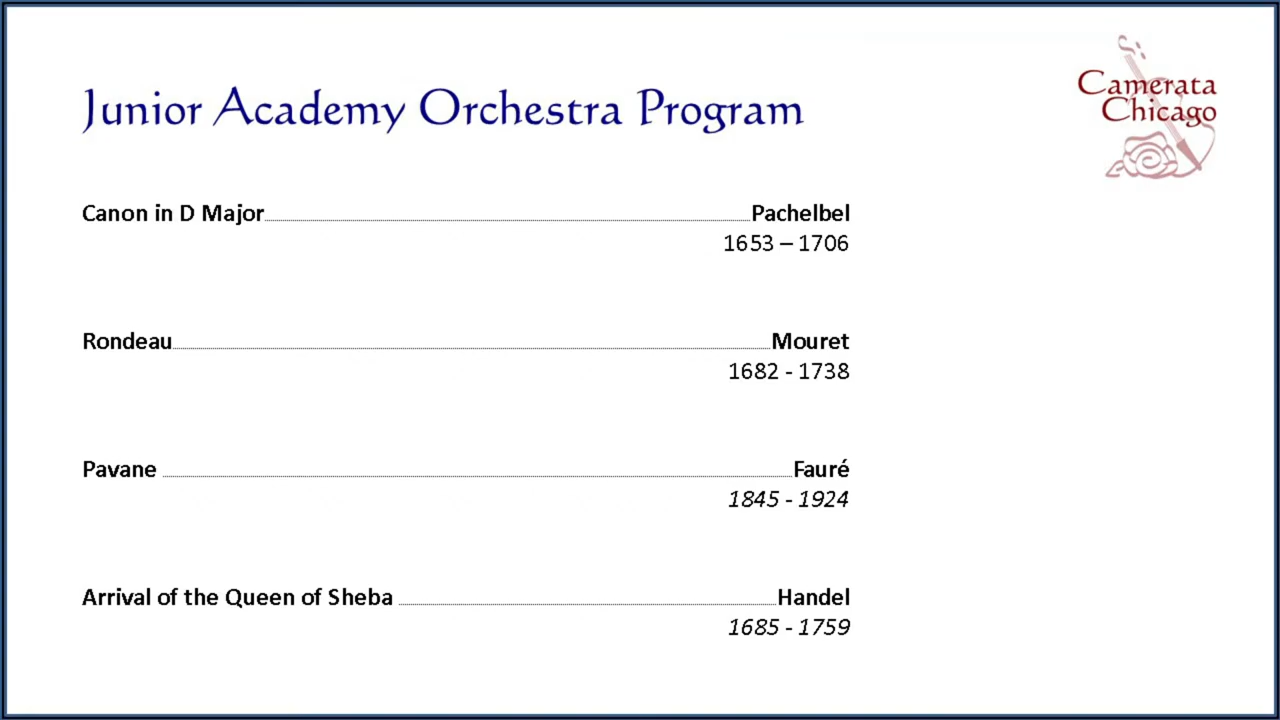 Junior Academy Orchestra Program
Camerata
Chicago
Canon in D Major Pachelbel
1653 – 1706
Rondeau Mouret
1682 - 1738
Pavane Fauré
1845 - 1924
Arrival of the Queen of Sheba Handel
1685 - 1759